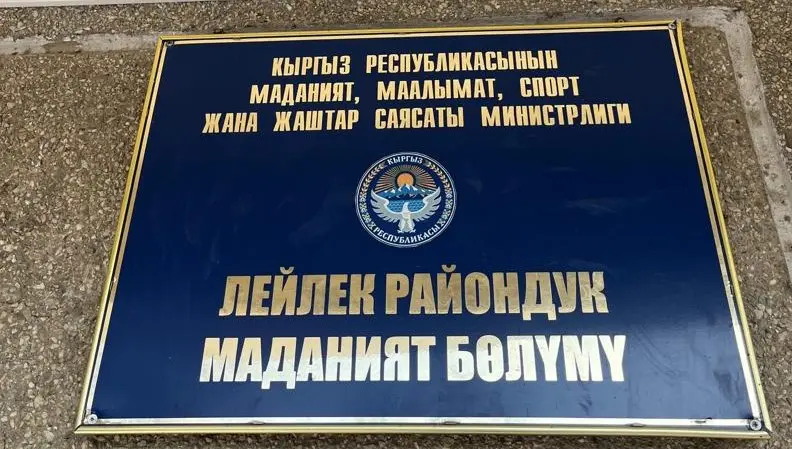 КЫРГЫЗ РЕСПУБЛИКАСЫНЫН
МАДАНИЯТ, МААЛЫМАТ, СПОРТ
ЖАНА ЖАШТАР САЯСАТЫ МИНИСТРЛИГИ
КЫРГЫЗ
РЕСПУБЛИКАСЫ
ЛЕЙЛЕК РАЙОНДУК
МАДАНИЯТ БӨЛҮМҮ